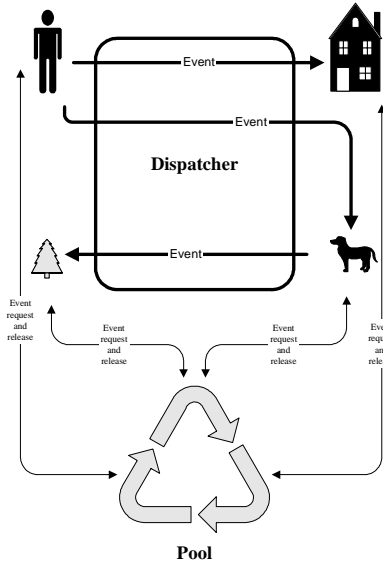 Event
Event
Dispatcher
Event
Event
request
and
release
Event
request
and
release
Event
request
and
release
Pool